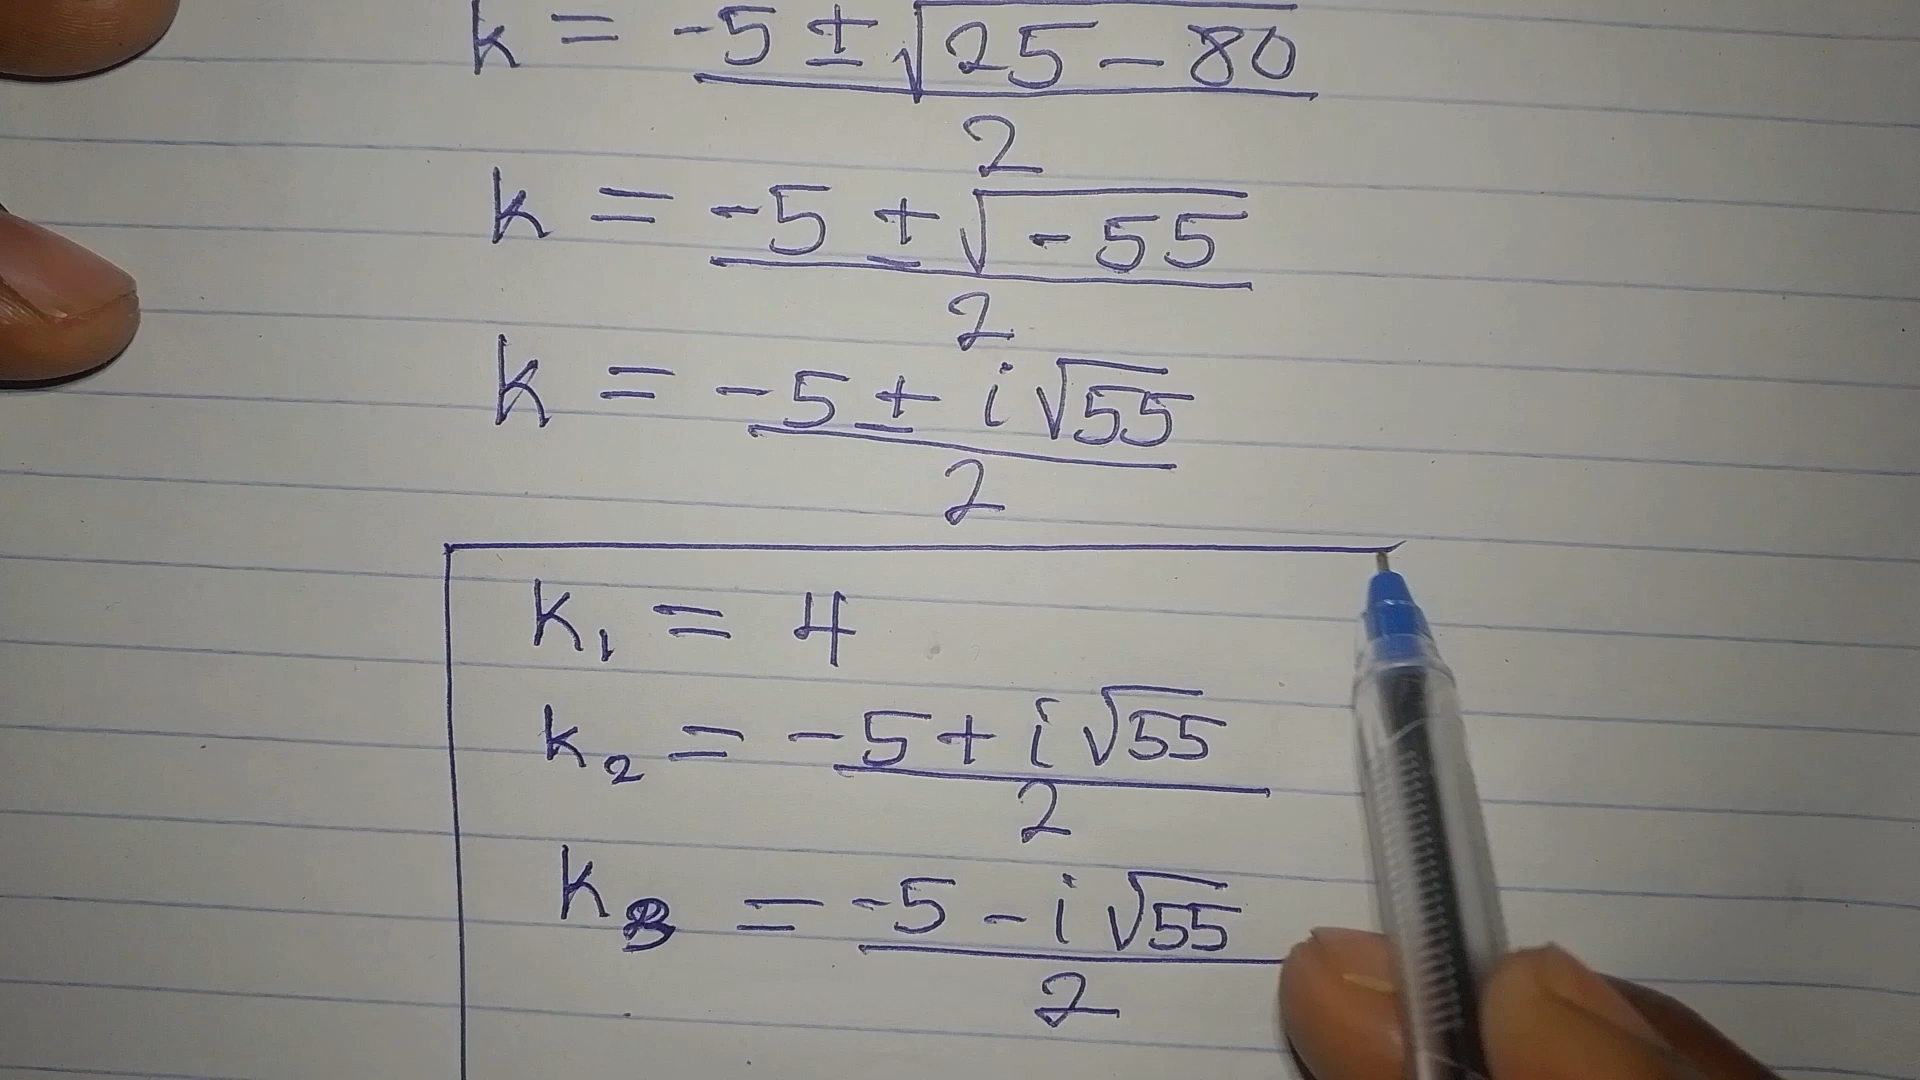 k = -5 ± √25 - 80
2
k = -5 ± √-55
2
k = -5 ± i√55
2
k₁ = 4
k₂ = -5 + i√55
2
k₃ = -5 - i√55
2